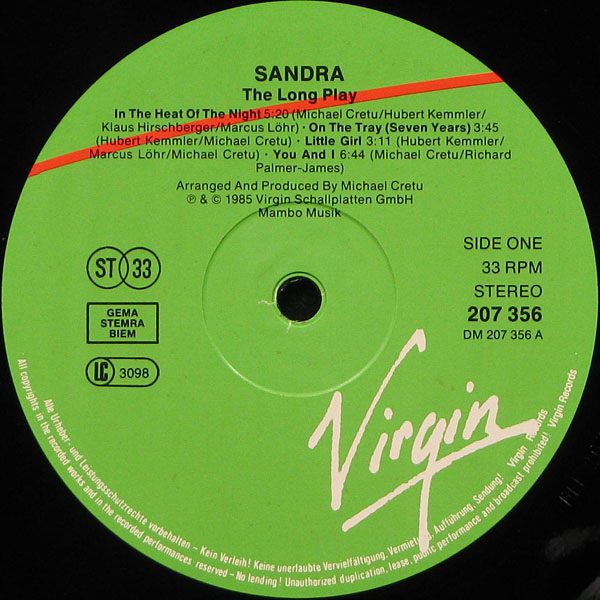 SANDRA
The Long Play
In The Heat Of The Night 5:20 (Michael Cretu/Hubert Kemmler/
Klaus Hirschberger/Marcus Löhr) · On The Tray (Seven Years) 3:45
(Hubert Kemmler/Michael Cretu) · Little Girl 3:11 (Hubert Kemmler/
Marcus Löhr/Michael Cretu) · You And I 6:44 (Michael Cretu/Richard
Palmer-James)
Arranged And Produced By Michael Cretu
℗ & © 1985 Virgin Schallplatten GmbH
Mambo Musik
ST 33
GEMA
STEMRA
BIEM
LC 3098
SIDE ONE
33 RPM
STEREO
207 356
DM 207 356 A
Virgin
Alle Urheber- und Leistungsschutzrechte vorbehalten – Kein Verleih! Keine unerlaubte Vervielfältigung, Vermietung, Aufführung, Sendung! Virgin Records
All copyrights in the recorded works and in the recorded performances reserved – No lending! Unauthorized duplication, lease, public performance and broadcast prohibited! Virgin Records